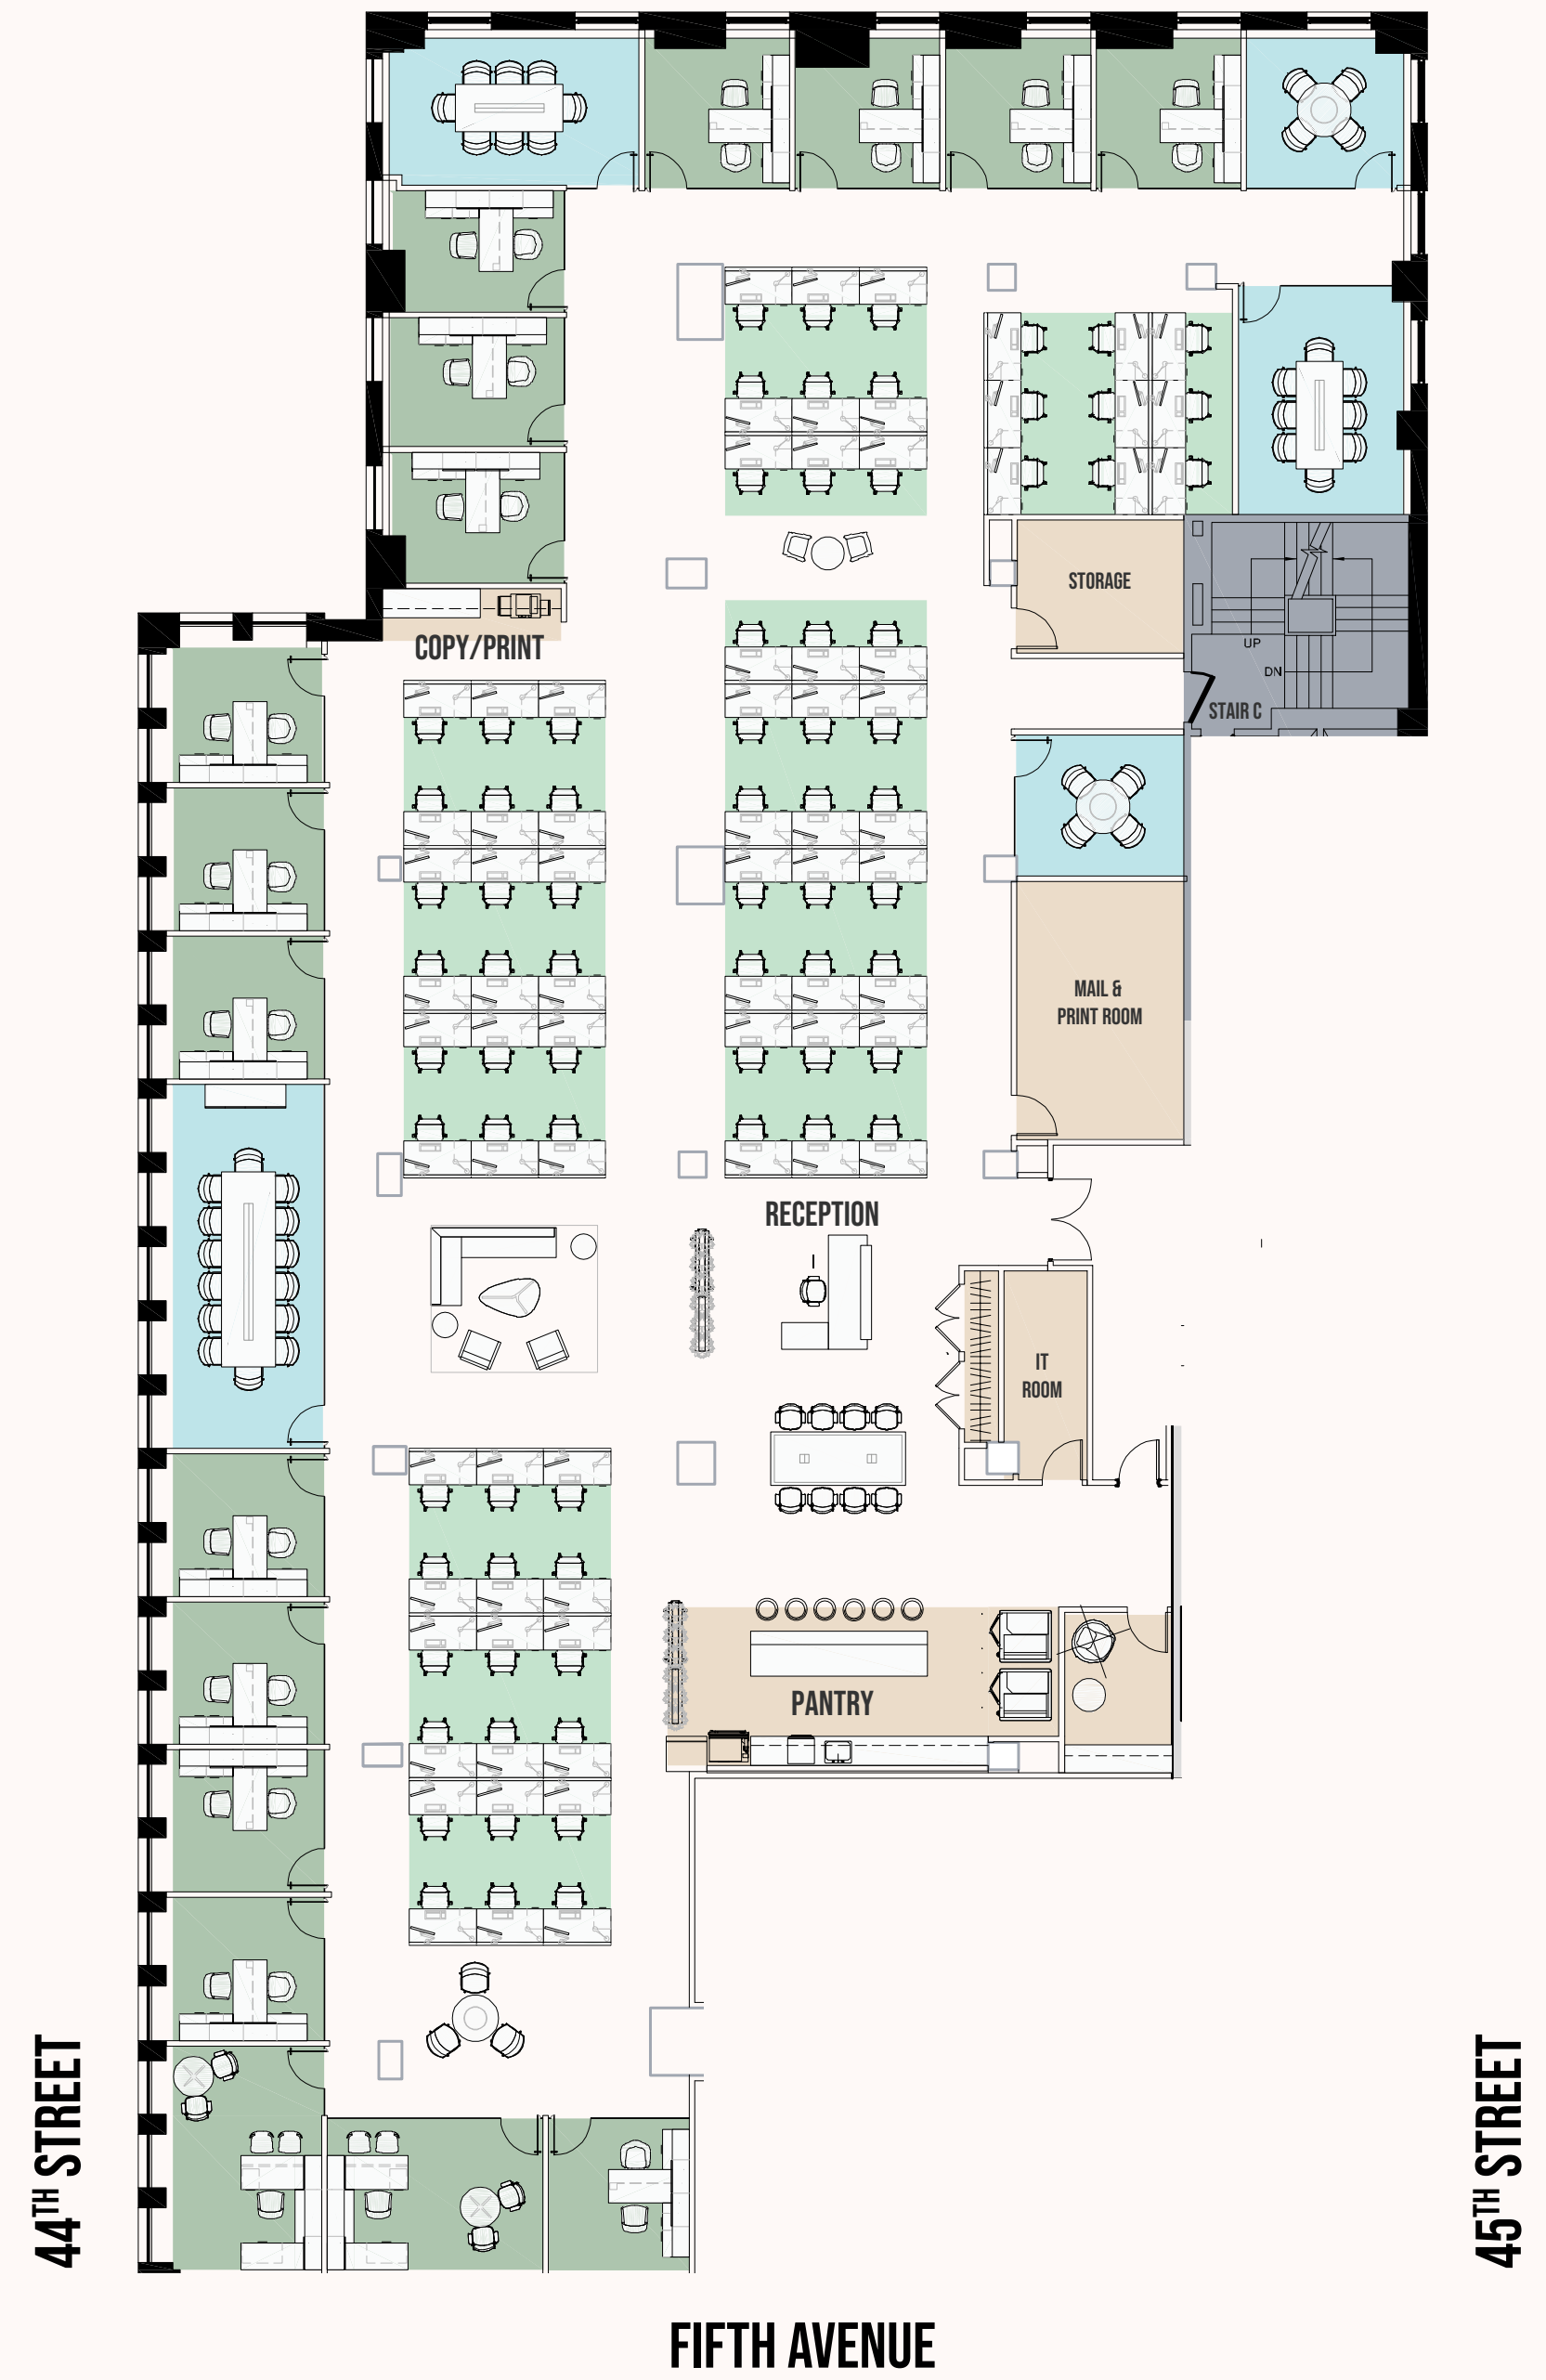 STORAGE
UP
DN
STAIR C
COPY/PRINT
MAIL &
PRINT ROOM
RECEPTION
IT
ROOM
PANTRY
44TH STREET
45TH STREET
FIFTH AVENUE